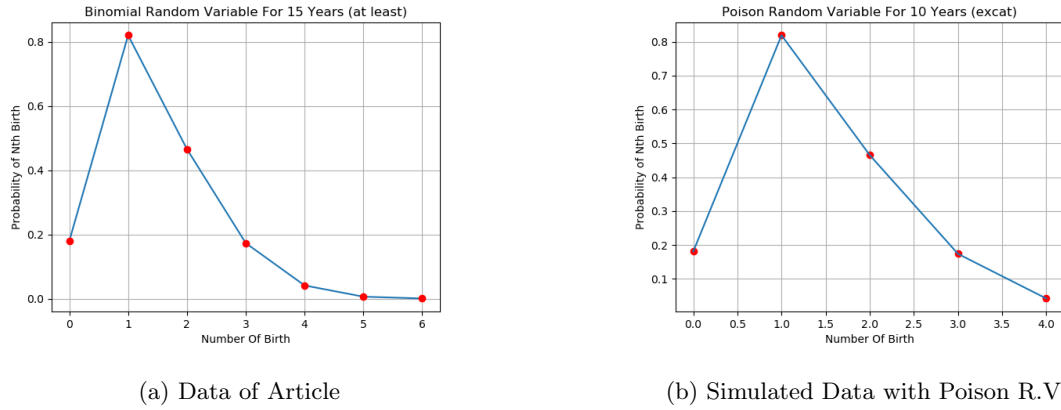 Binomial Random Variable For 15 Years (at least)
Probability of Nth Birth
0.8
0.6
0.4
0.2
0.0
0 1 2 3 4 5 6
Number Of Birth
(a) Data of Article
Poison Random Variable For 10 Years (excat)
Probability of Nth Birth
0.8
0.7
0.6
0.5
0.4
0.3
0.2
0.1
0.0 0.5 1.0 1.5 2.0 2.5 3.0 3.5 4.0
Number Of Birth
(b) Simulated Data with Poison R.V